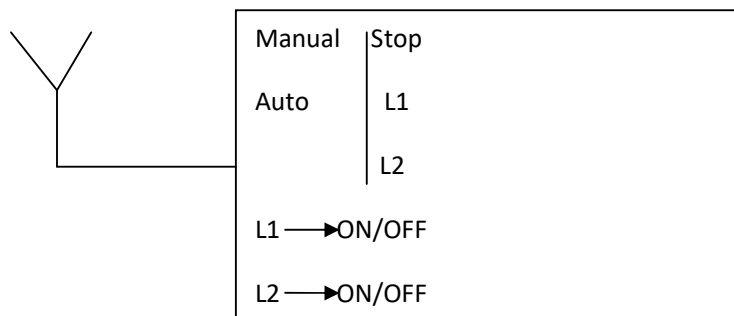 Manual Stop
Auto L1
L2
L1 ON/OFF
L2 ON/OFF